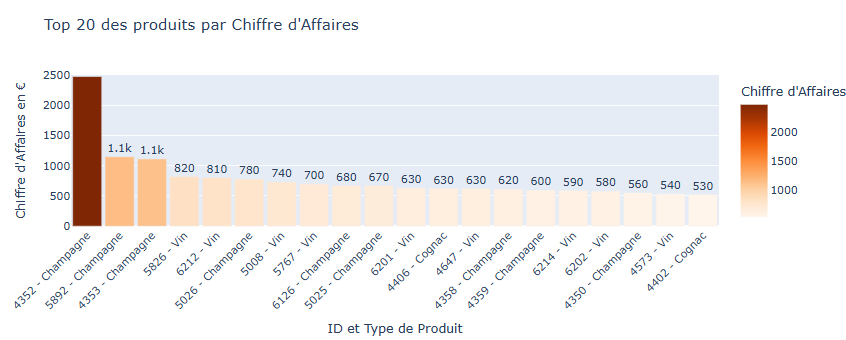 Top 20 des produits par Chiffre d'Affaires
Chiffre d'Affaires en €
2500
2000
1500
1000
500
0
1.1k
1.1k
820
810
780
740
700
680
670
630
630
630
620
600
590
580
560
540
530
4352 - Champagne
5892 - Champagne
4353 - Champagne
5826 - Vin
6212 - Vin
5026 - Champagne
5008 - Vin
5767 - Vin
6126 - Champagne
5025 - Champagne
6201 - Vin
4406 - Cognac
4647 - Vin
4358 - Champagne
4359 - Champagne
6214 - Vin
6202 - Vin
4350 - Champagne
4573 - Vin
4402 - Cognac
ID et Type de Produit
Chiffre d'Affaires
2000
1500
1000